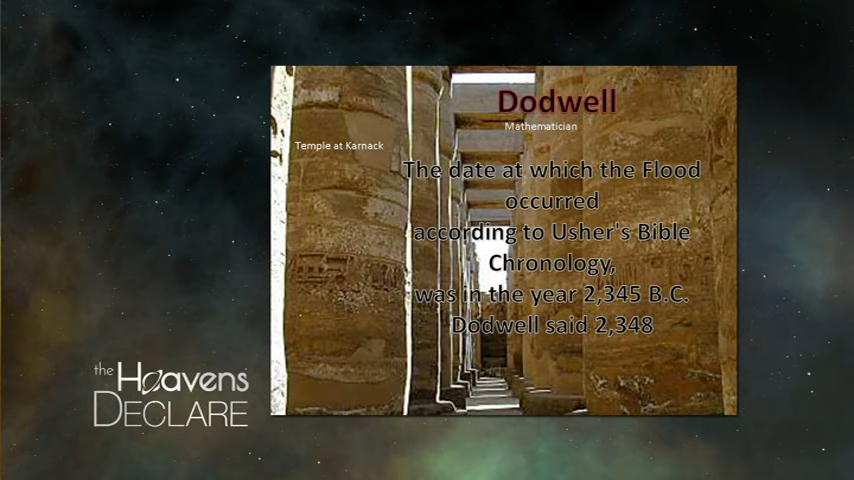 Dodwell
Mathematician
Temple at Karnack
The date at which the Flood
occurred
according to Usher's Bible
Chronology,
was in the year 2,345 B.C.
Dodwell said 2,348
the Heavens
DECLARE